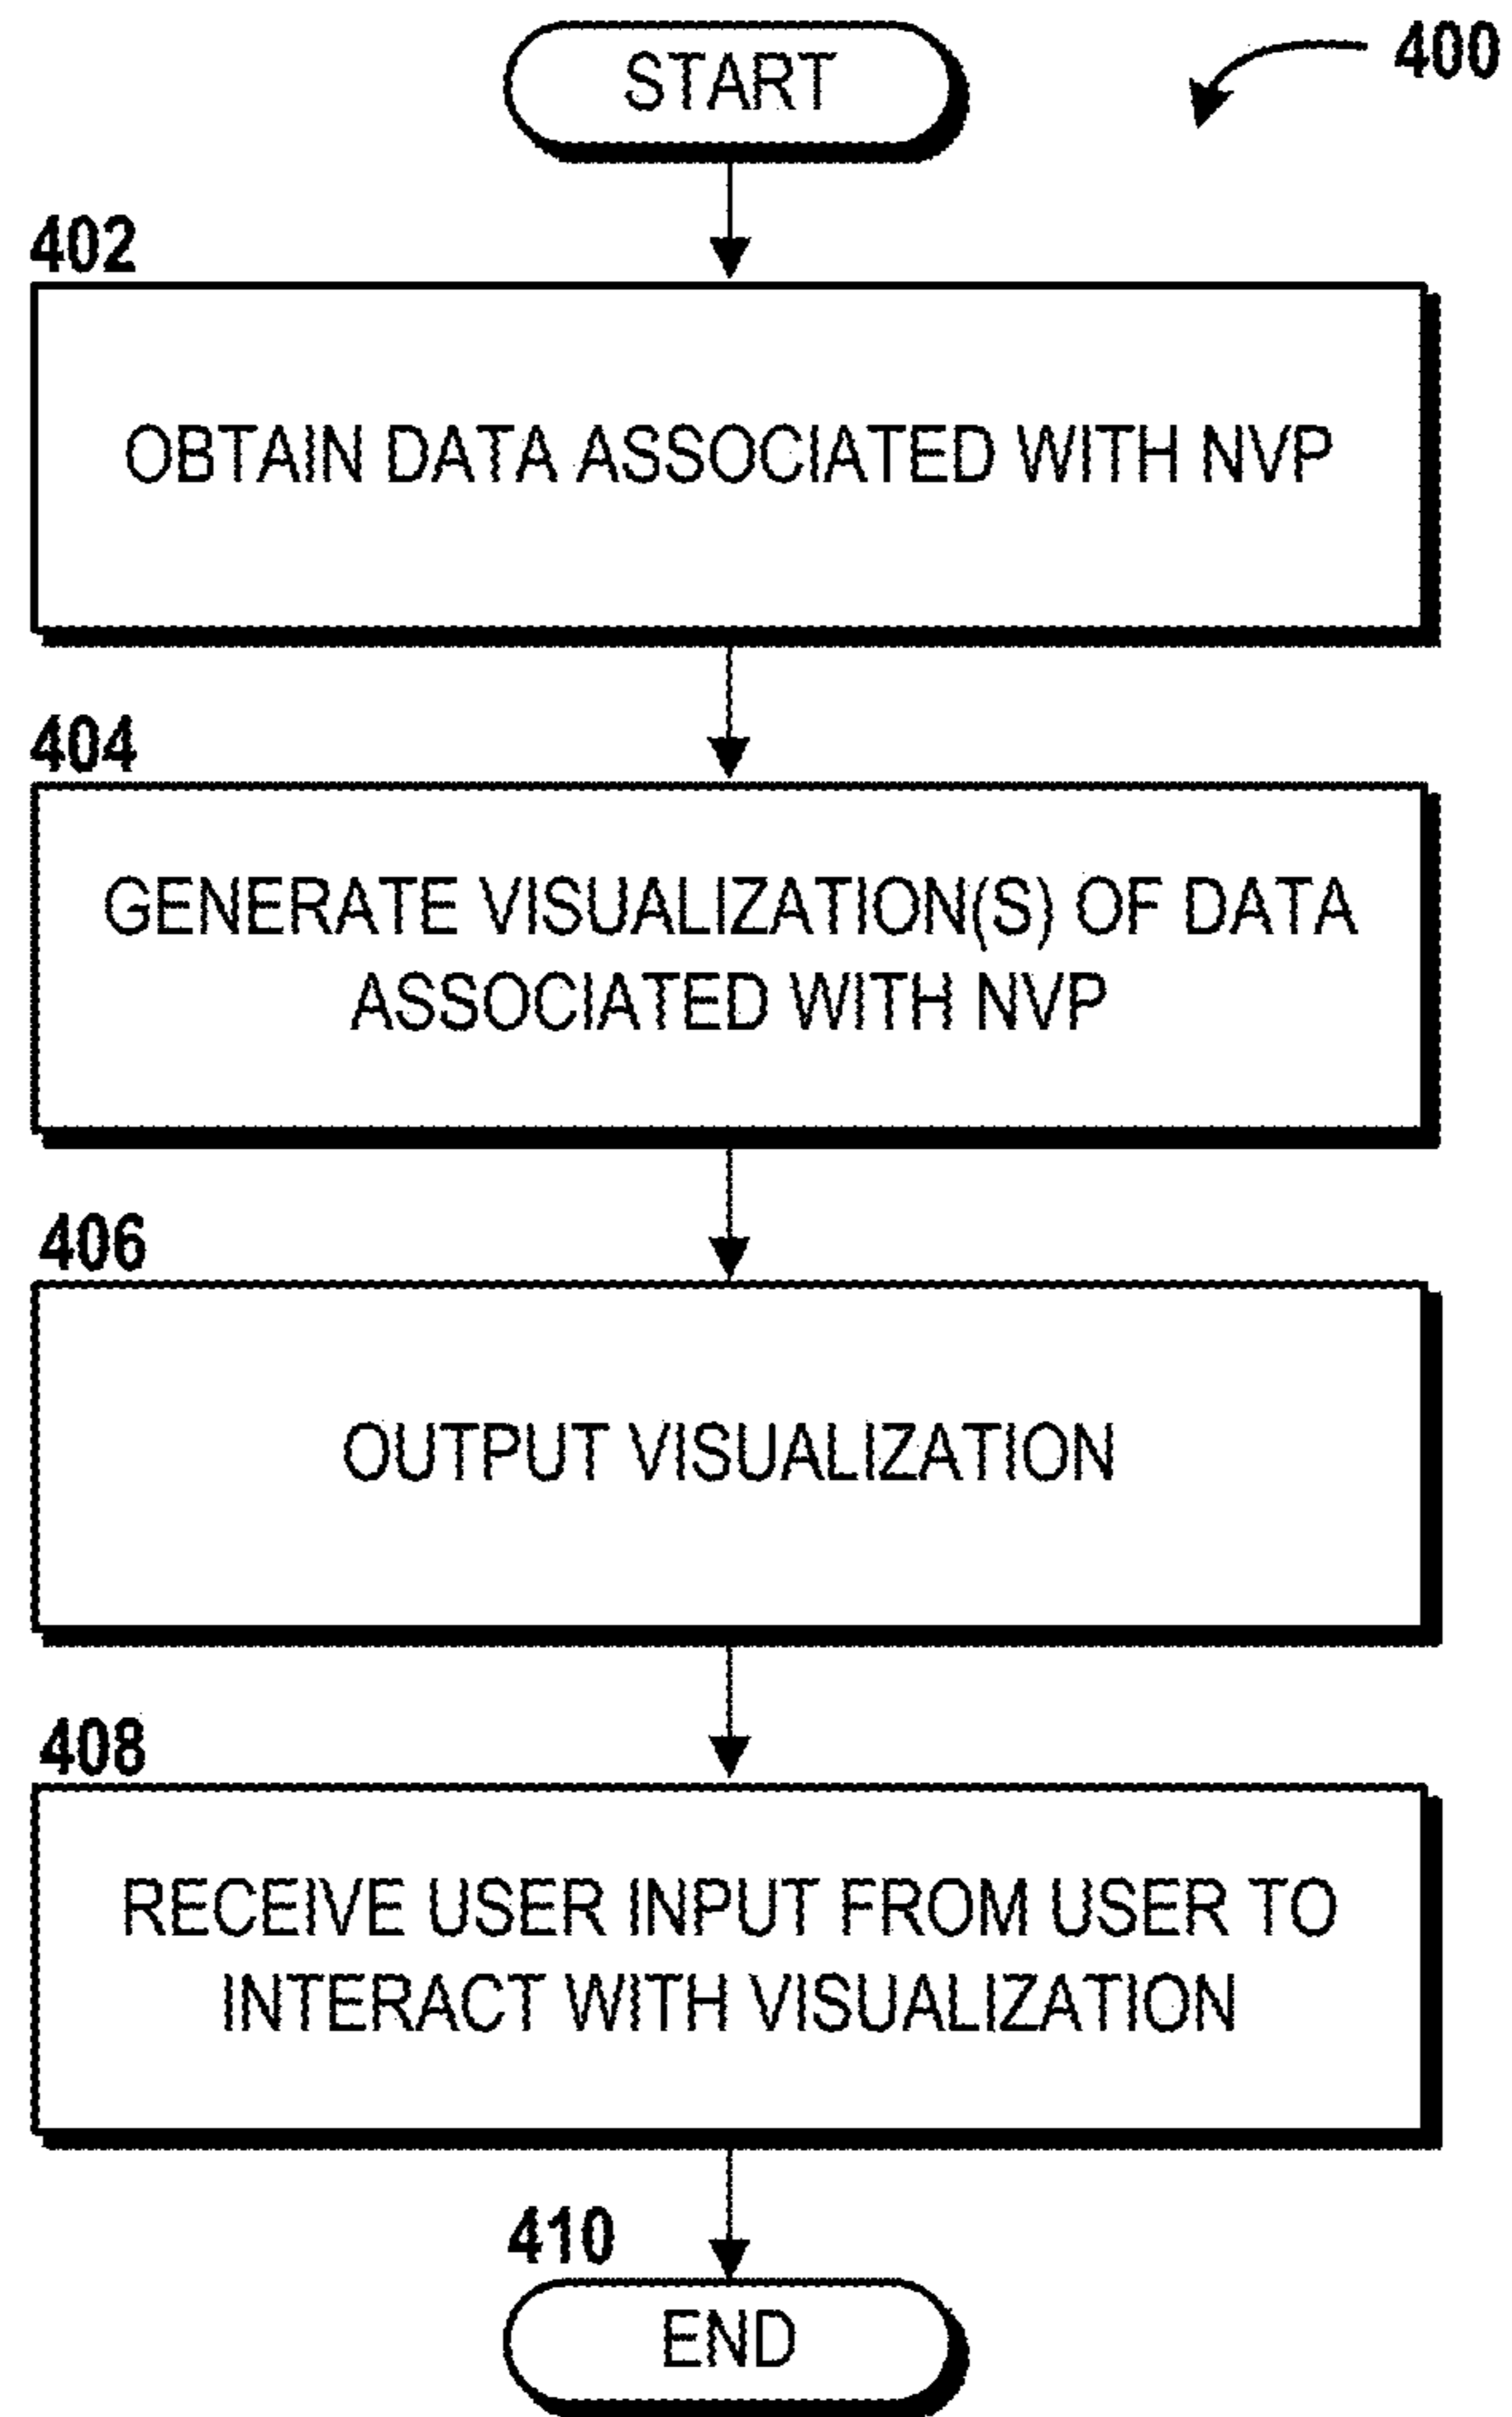 START
400
402
OBTAIN DATA ASSOCIATED WITH NVP
404
GENERATE VISUALIZATION(S) OF DATA
ASSOCIATED WITH NVP
406
OUTPUT VISUALIZATION
408
RECEIVE USER INPUT FROM USER TO
INTERACT WITH VISUALIZATION
410
END